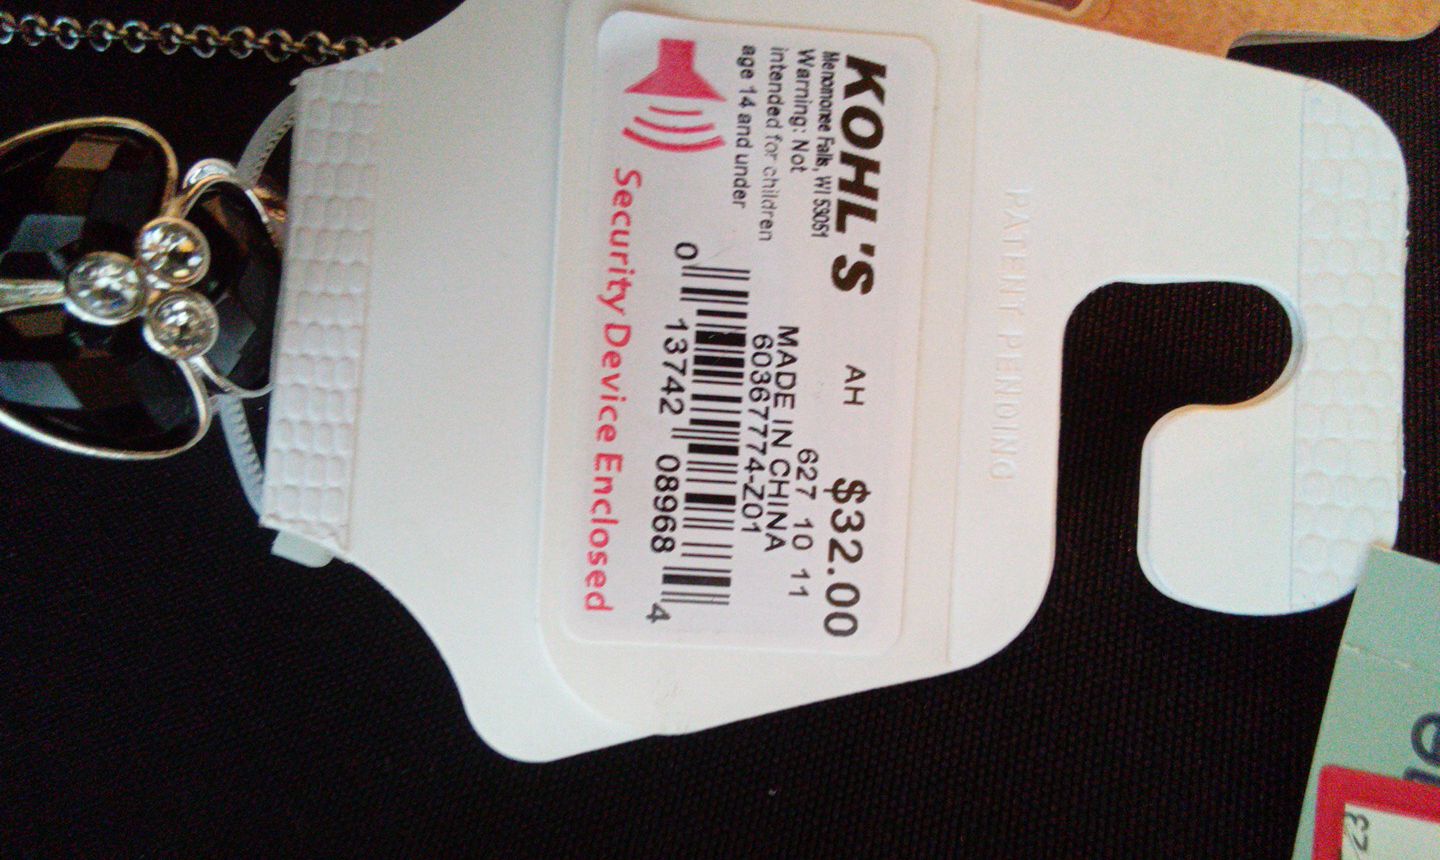 KOHL'S AH $32.00
Menomonee Falls, WI 53051
627 10 11
Warning: Not
intended for children
age 14 and under
MADE IN CHINA
60367774-Z01
0 13742 08968 4
Security Device Enclosed
PATENT PENDING